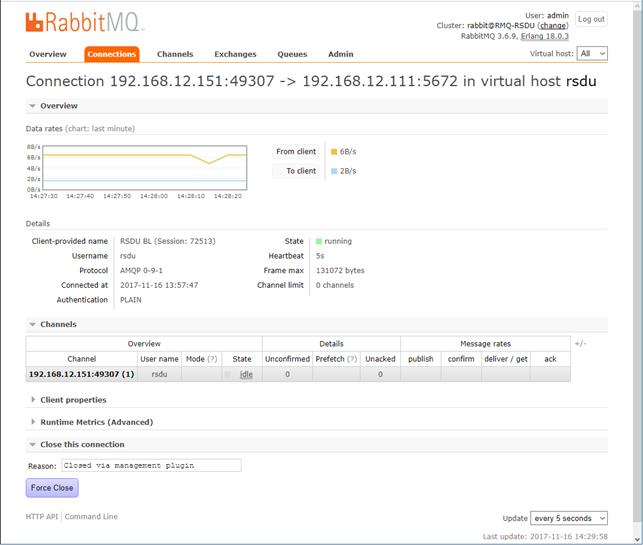 RabbitMQ
User: admin
Log out
Cluster: rabbit@RMQ-RSDU (change)
RabbitMQ 3.6.9, Erlang 18.0.3
Overview Connections Channels Exchanges Queues Admin Virtual host: All
Connection 192.168.12.151:49307 -> 192.168.12.111:5672 in virtual host rsdu
Overview
Data rates (chart: last minute)
8B/s
6B/s
4B/s
2B/s
0B/s
14:27:30 14:27:40 14:27:50 14:28:00 14:28:10 14:28:20
From client 6B/s
To client 2B/s
Details
Client-provided name RSDU BL (Session: 72513) State running
Username rsdu Heartbeat 5s
Protocol AMQP 0-9-1 Frame max 131072 bytes
Connected at 2017-11-16 13:57:47 Channel limit 0 channels
Authentication PLAIN
Channels
Overview Details Message rates +/-
Channel User name Mode (?) State Unconfirmed Prefetch (?) Unacked publish confirm deliver / get ack
192.168.12.151:49307 (1) rsdu idle 0 0
Client properties
Runtime Metrics (Advanced)
Close this connection
Reason: Closed via management plugin
Force Close
HTTP API Command Line Update every 5 seconds
Last update: 2017-11-16 14:29:58